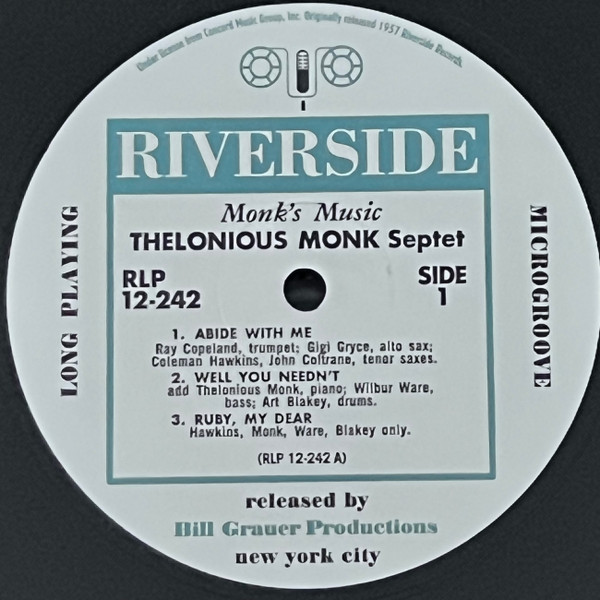 Under license from Concord Music Group, Inc. Originally released 1957 Riverside Records.
RIVERSIDE
Monk's Music
THELONIOUS MONK Septet
RLP
12-242
SIDE
1
LONG PLAYING
MICROGROOVE
1. ABIDE WITH ME
Ray Copeland, trumpet; Gigi Gryce, alto sax;
Coleman Hawkins, John Coltrane, tenor saxes.
2. WELL YOU NEEDN'T
add Thelonious Monk, piano; Wilbur Ware,
bass; Art Blakey, drums.
3. RUBY, MY DEAR
Hawkins, Monk, Ware, Blakey only.
(RLP 12-242 A)
released by
Bill Grauer Productions
new york city